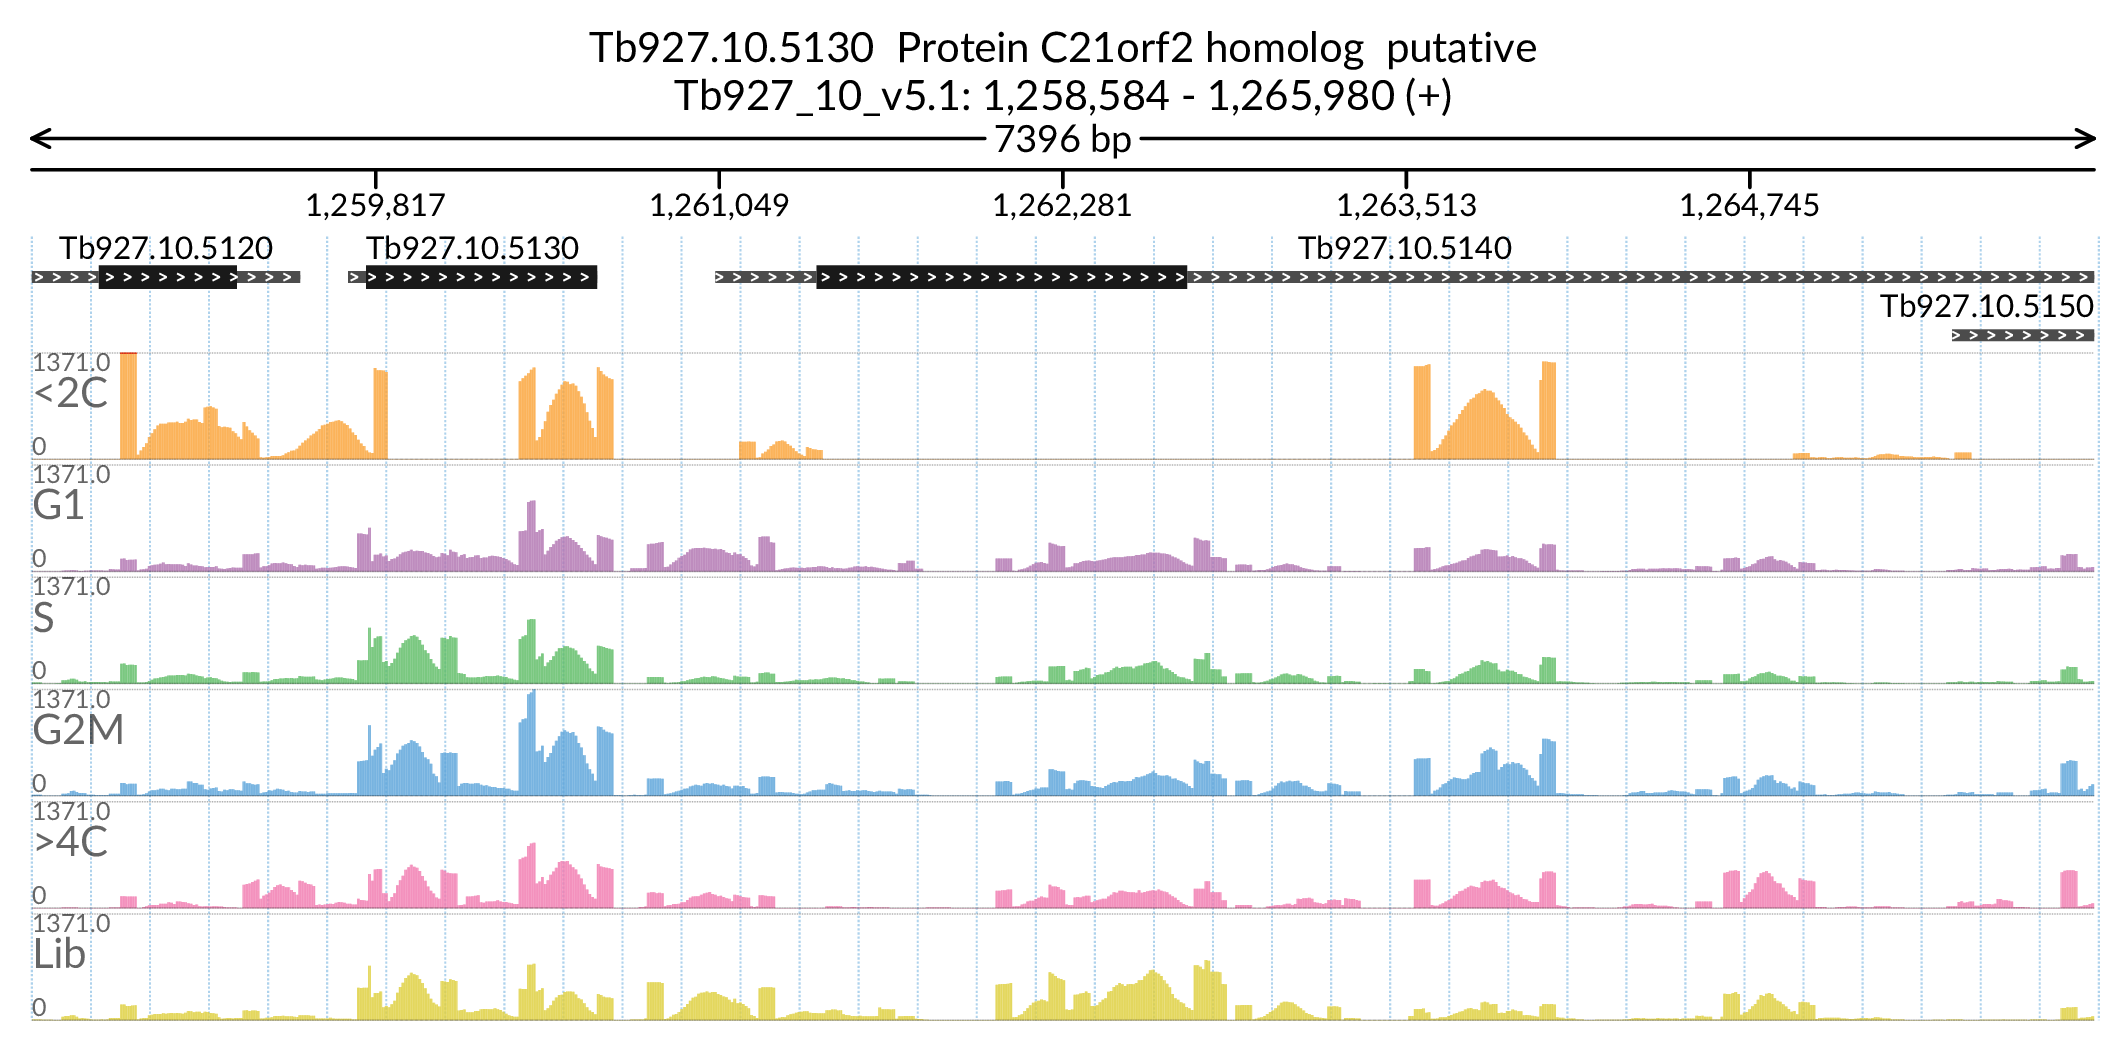 Tb927.10.5130 Protein C21orf2 homolog putative
Tb927_10_v5.1: 1,258,584 - 1,265,980 (+)
7396 bp
1,259,817 1,261,049 1,262,281 1,263,513 1,264,745
Tb927.10.5120 Tb927.10.5130 Tb927.10.5140
Tb927.10.5150
1371.0
<2C
0
1371.0
G1
0
1371.0
S
0
1371.0
G2M
0
1371.0
>4C
0
1371.0
Lib
0